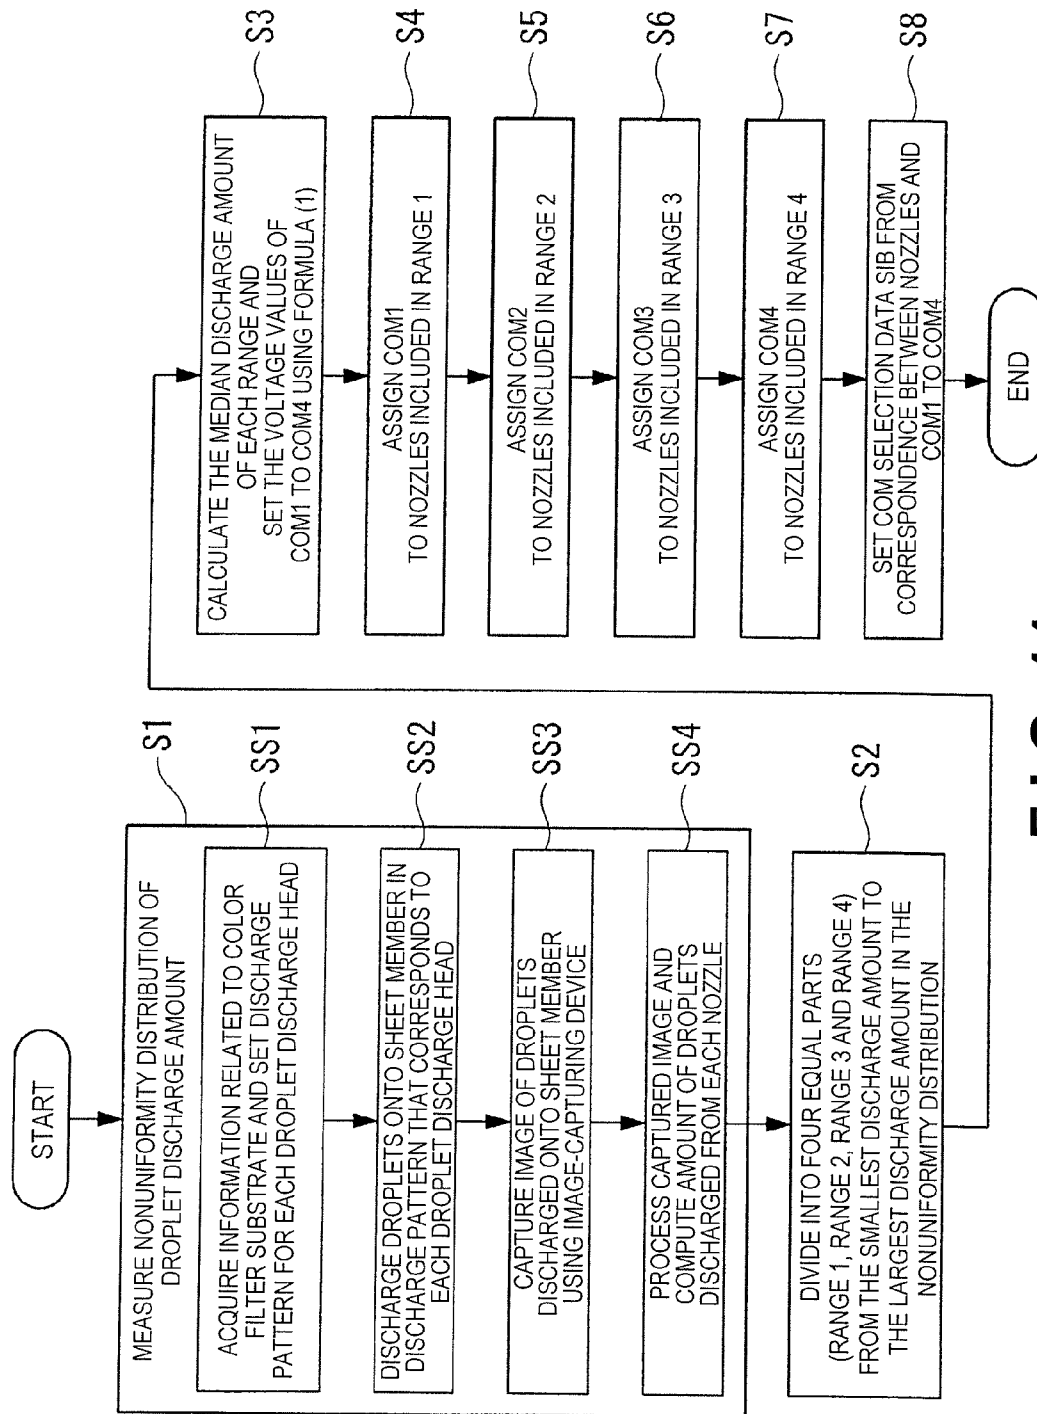 START
MEASURE NONUNIFORMITY DISTRIBUTION OF
DROPLET DISCHARGE AMOUNT
S1
ACQUIRE INFORMATION RELATED TO COLOR
FILTER SUBSTRATE AND SET DISCHARGE
PATTERN FOR EACH DROPLET DISCHARGE HEAD
SS1
DISCHARGE DROPLETS ONTO SHEET MEMBER IN
DISCHARGE PATTERN THAT CORRESPONDS TO
EACH DROPLET DISCHARGE HEAD
SS2
CAPTURE IMAGE OF DROPLETS
DISCHARGED ONTO SHEET MEMBER
USING IMAGE-CAPTURING DEVICE
SS3
PROCESS CAPTURED IMAGE AND
COMPUTE AMOUNT OF DROPLETS
DISCHARGED FROM EACH NOZZLE
SS4
DIVIDE INTO FOUR EQUAL PARTS
(RANGE 1, RANGE 2, RANGE 3 AND RANGE 4)
FROM THE SMALLEST DISCHARGE AMOUNT TO
THE LARGEST DISCHARGE AMOUNT IN THE
NONUNIFORMITY DISTRIBUTION
S2
CALCULATE THE MEDIAN DISCHARGE AMOUNT
OF EACH RANGE AND
SET THE VOLTAGE VALUES OF
COM1 TO COM4 USING FORMULA (1)
S3
ASSIGN COM1
TO NOZZLES INCLUDED IN RANGE 1
S4
ASSIGN COM2
TO NOZZLES INCLUDED IN RANGE 2
S5
ASSIGN COM3
TO NOZZLES INCLUDED IN RANGE 3
S6
ASSIGN COM4
TO NOZZLES INCLUDED IN RANGE 4
S7
SET COM SELECTION DATA SIB FROM
CORRESPONDENCE BETWEEN NOZZLES AND
COM1 TO COM4
S8
END